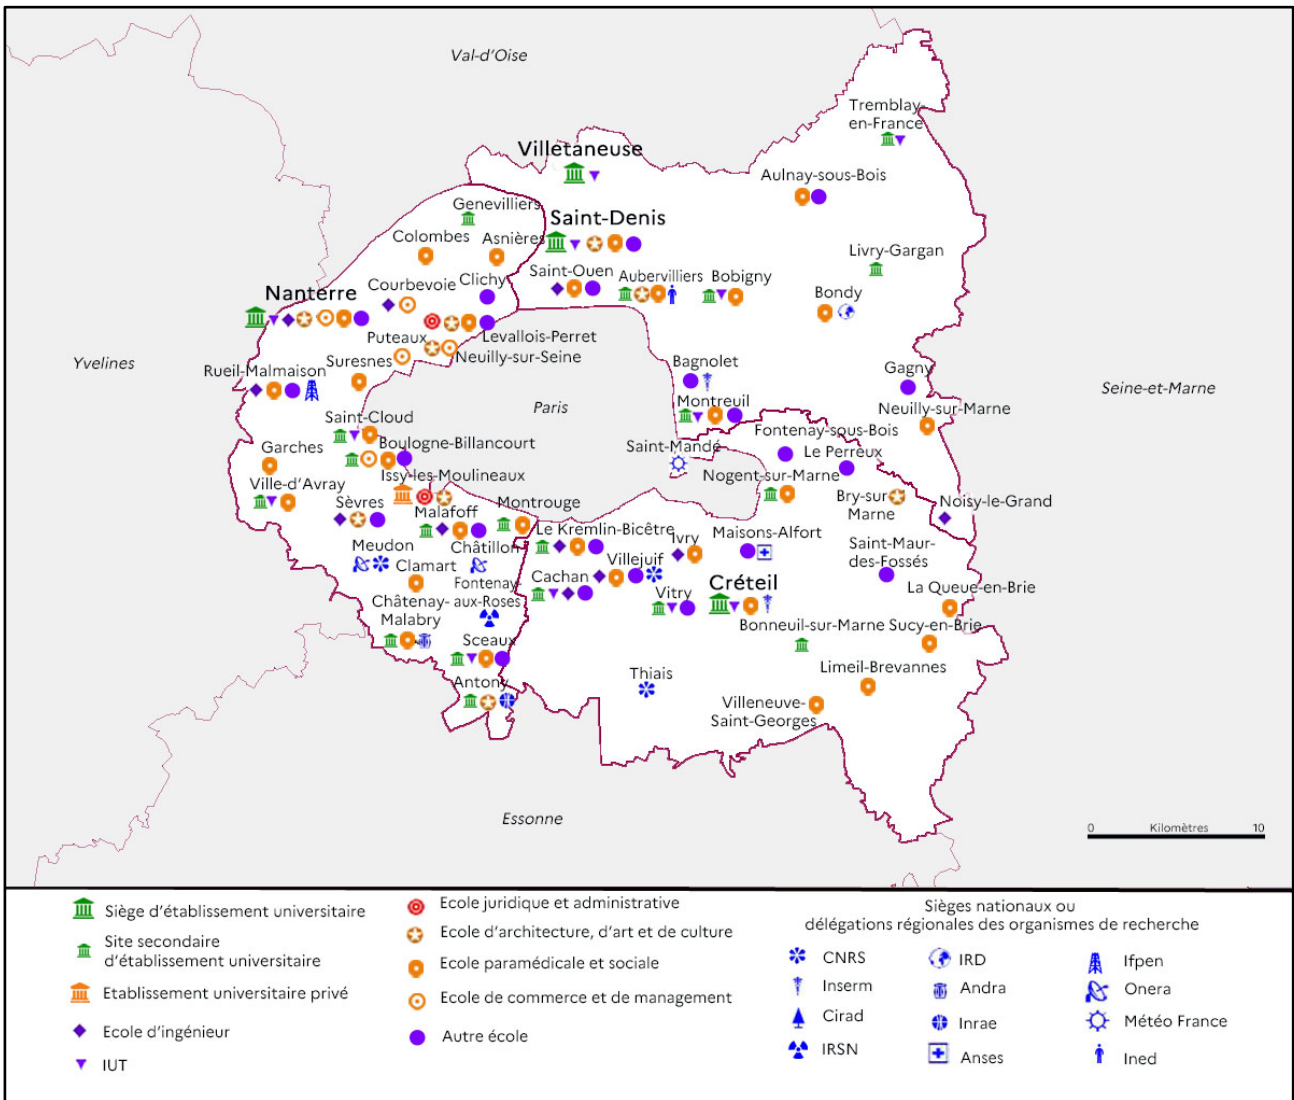 Val-d'Oise
Tremblay-
en-France
Villetaneuse
Aulnay-sous-Bois
Genevilliers
Saint-Denis
Colombes
Asnières
Livry-Gargan
Saint-Ouen
Aubervilliers
Bobigny
Courbevoie
Clichy
Nanterre
Bondy
Puteaux
Levallois-Perret
Neuilly-sur-Seine
Yvelines
Rueil-Malmaison
Suresnes
Bagnolet
Gagny
Seine-et-Marne
Paris
Montreuil
Neuilly-sur-Marne
Saint-Cloud
Fontenay-sous-Bois
Garches
Boulogne-Billancourt
Saint-Mandé
Le Perreux
Issy-les-Moulineaux
Nogent-sur-Marne
Ville-d'Avray
Sèvres
Montrouge
Bry-sur
Marne
Noisy-le-Grand
Malafoff
Le Kremlin-Bicêtre
Ivry
Maisons-Alfort
Meudon
Châtillon
Saint-Maur-
des-Fossés
Clamart
Villejuif
Cachan
Fontenay-
aux-Roses
Créteil
La Queue-en-Brie
Châtenay-
Malabry
Vitry
Bonneuil-sur-Marne
Sucy-en-Brie
Sceaux
Limeil-Brevannes
Thiais
Antony
Villeneuve-
Saint-Georges
Essonne
0 Kilomètres 10
Siège d'établissement universitaire
Site secondaire
d'établissement universitaire
Etablissement universitaire privé
Ecole d'ingénieur
IUT
Ecole juridique et administrative
Ecole d'architecture, d'art et de culture
Ecole paramédicale et sociale
Ecole de commerce et de management
Autre école
Sièges nationaux ou
délégations régionales des organismes de recherche
CNRS
Inserm
Cirad
IRSN
IRD
Andra
Inrae
Anses
Ifpen
Onera
Météo France
Ined